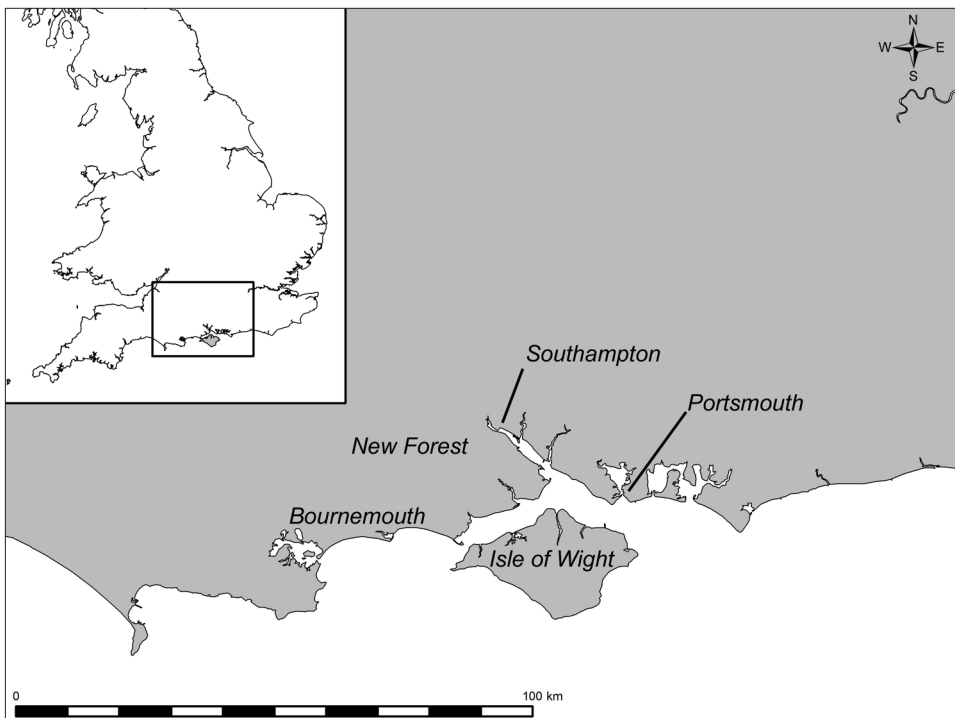 N
W E
S
Southampton
Portsmouth
New Forest
Bournemouth
Isle of Wight
0 100 km